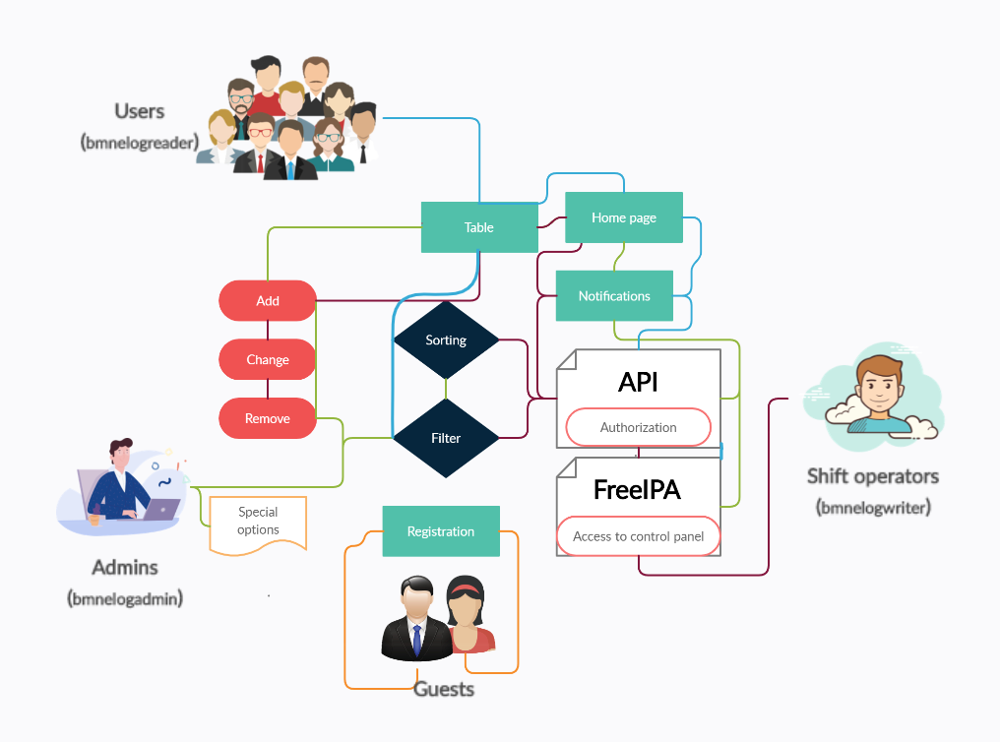 Users
(bmnelogreader)
Table
Home page
Notifications
Add
Change
Remove
Sorting
Filter
API
Authorization
FreeIPA
Access to control panel
Shift operators
(bmnelogwriter)
Special
options
Admins
(bmnelogadmin)
Registration
Guests